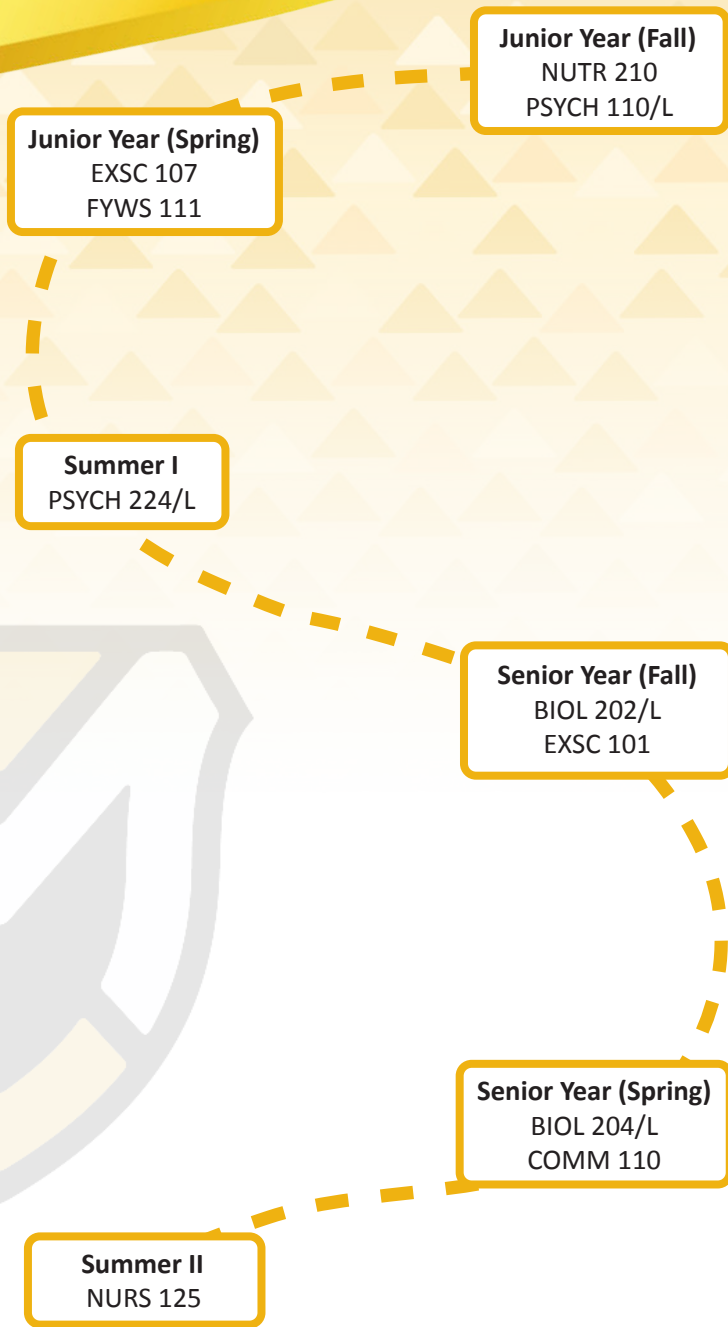 Junior Year (Fall)
NUTR 210
PSYCH 110/L
Junior Year (Spring)
EXSC 107
FYWS 111
Summer I
PSYCH 224/L
Senior Year (Fall)
BIOL 202/L
EXSC 101
Senior Year (Spring)
BIOL 204/L
COMM 110
Summer II
NURS 125